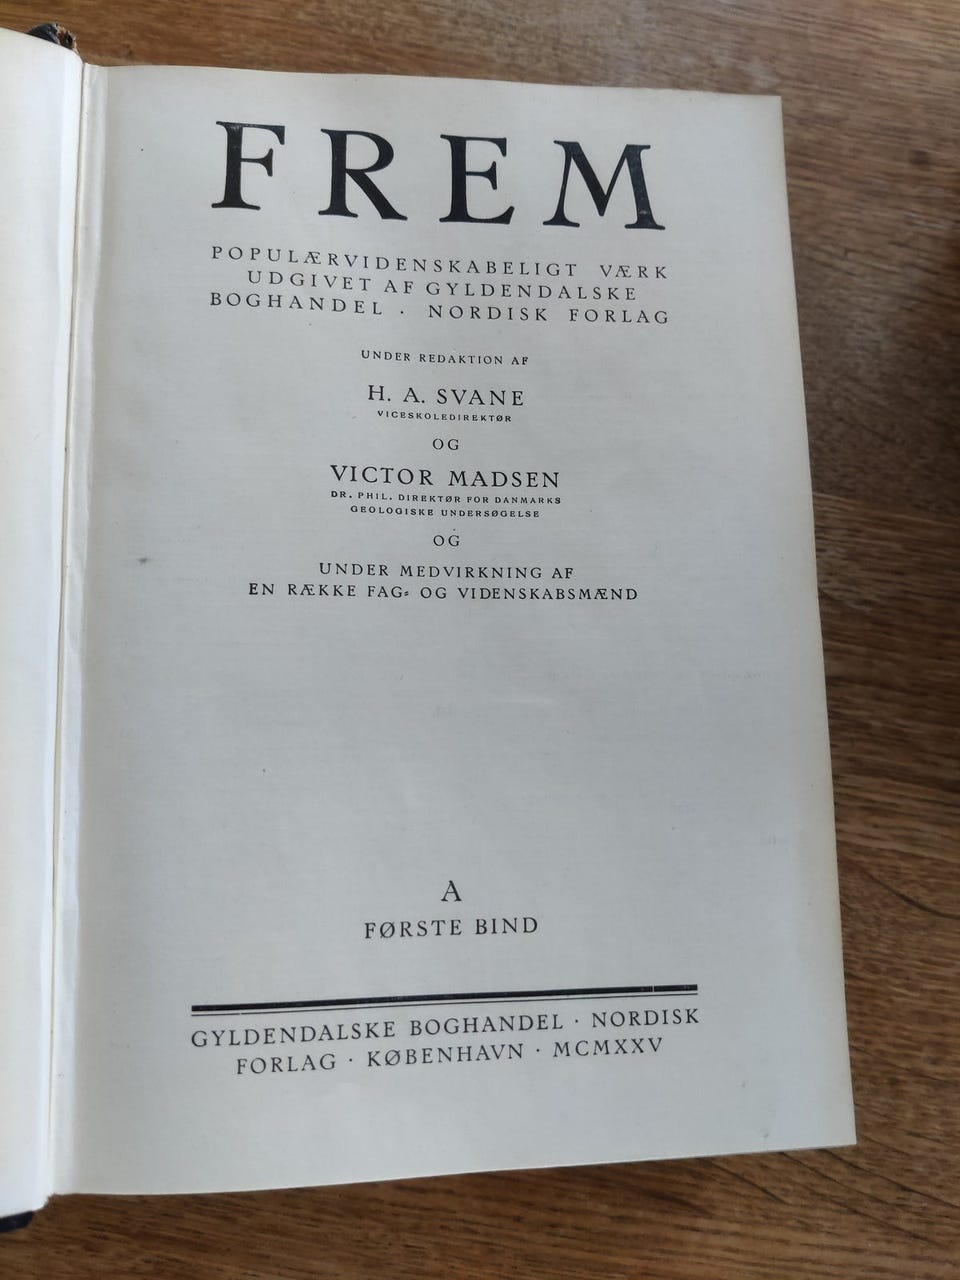 FREM
POPULÆRVIDENSKABELIGT VÆRK
UDGIVET AF GYLDENDALSKE
BOGHANDEL · NORDISK FORLAG
UNDER REDAKTION AF
H. A. SVANE
VICESKOLEDIREKTØR
OG
VICTOR MADSEN
DR. PHIL. DIREKTØR FOR DANMARKS
GEOLOGISKE UNDERSØGELSE
OG
UNDER MEDVIRKNING AF
EN RÆKKE FAG- OG VIDENSKABSMÆND
A
FØRSTE BIND
GYLDENDALSKE BOGHANDEL · NORDISK
FORLAG · KØBENHAVN · MCMXXV